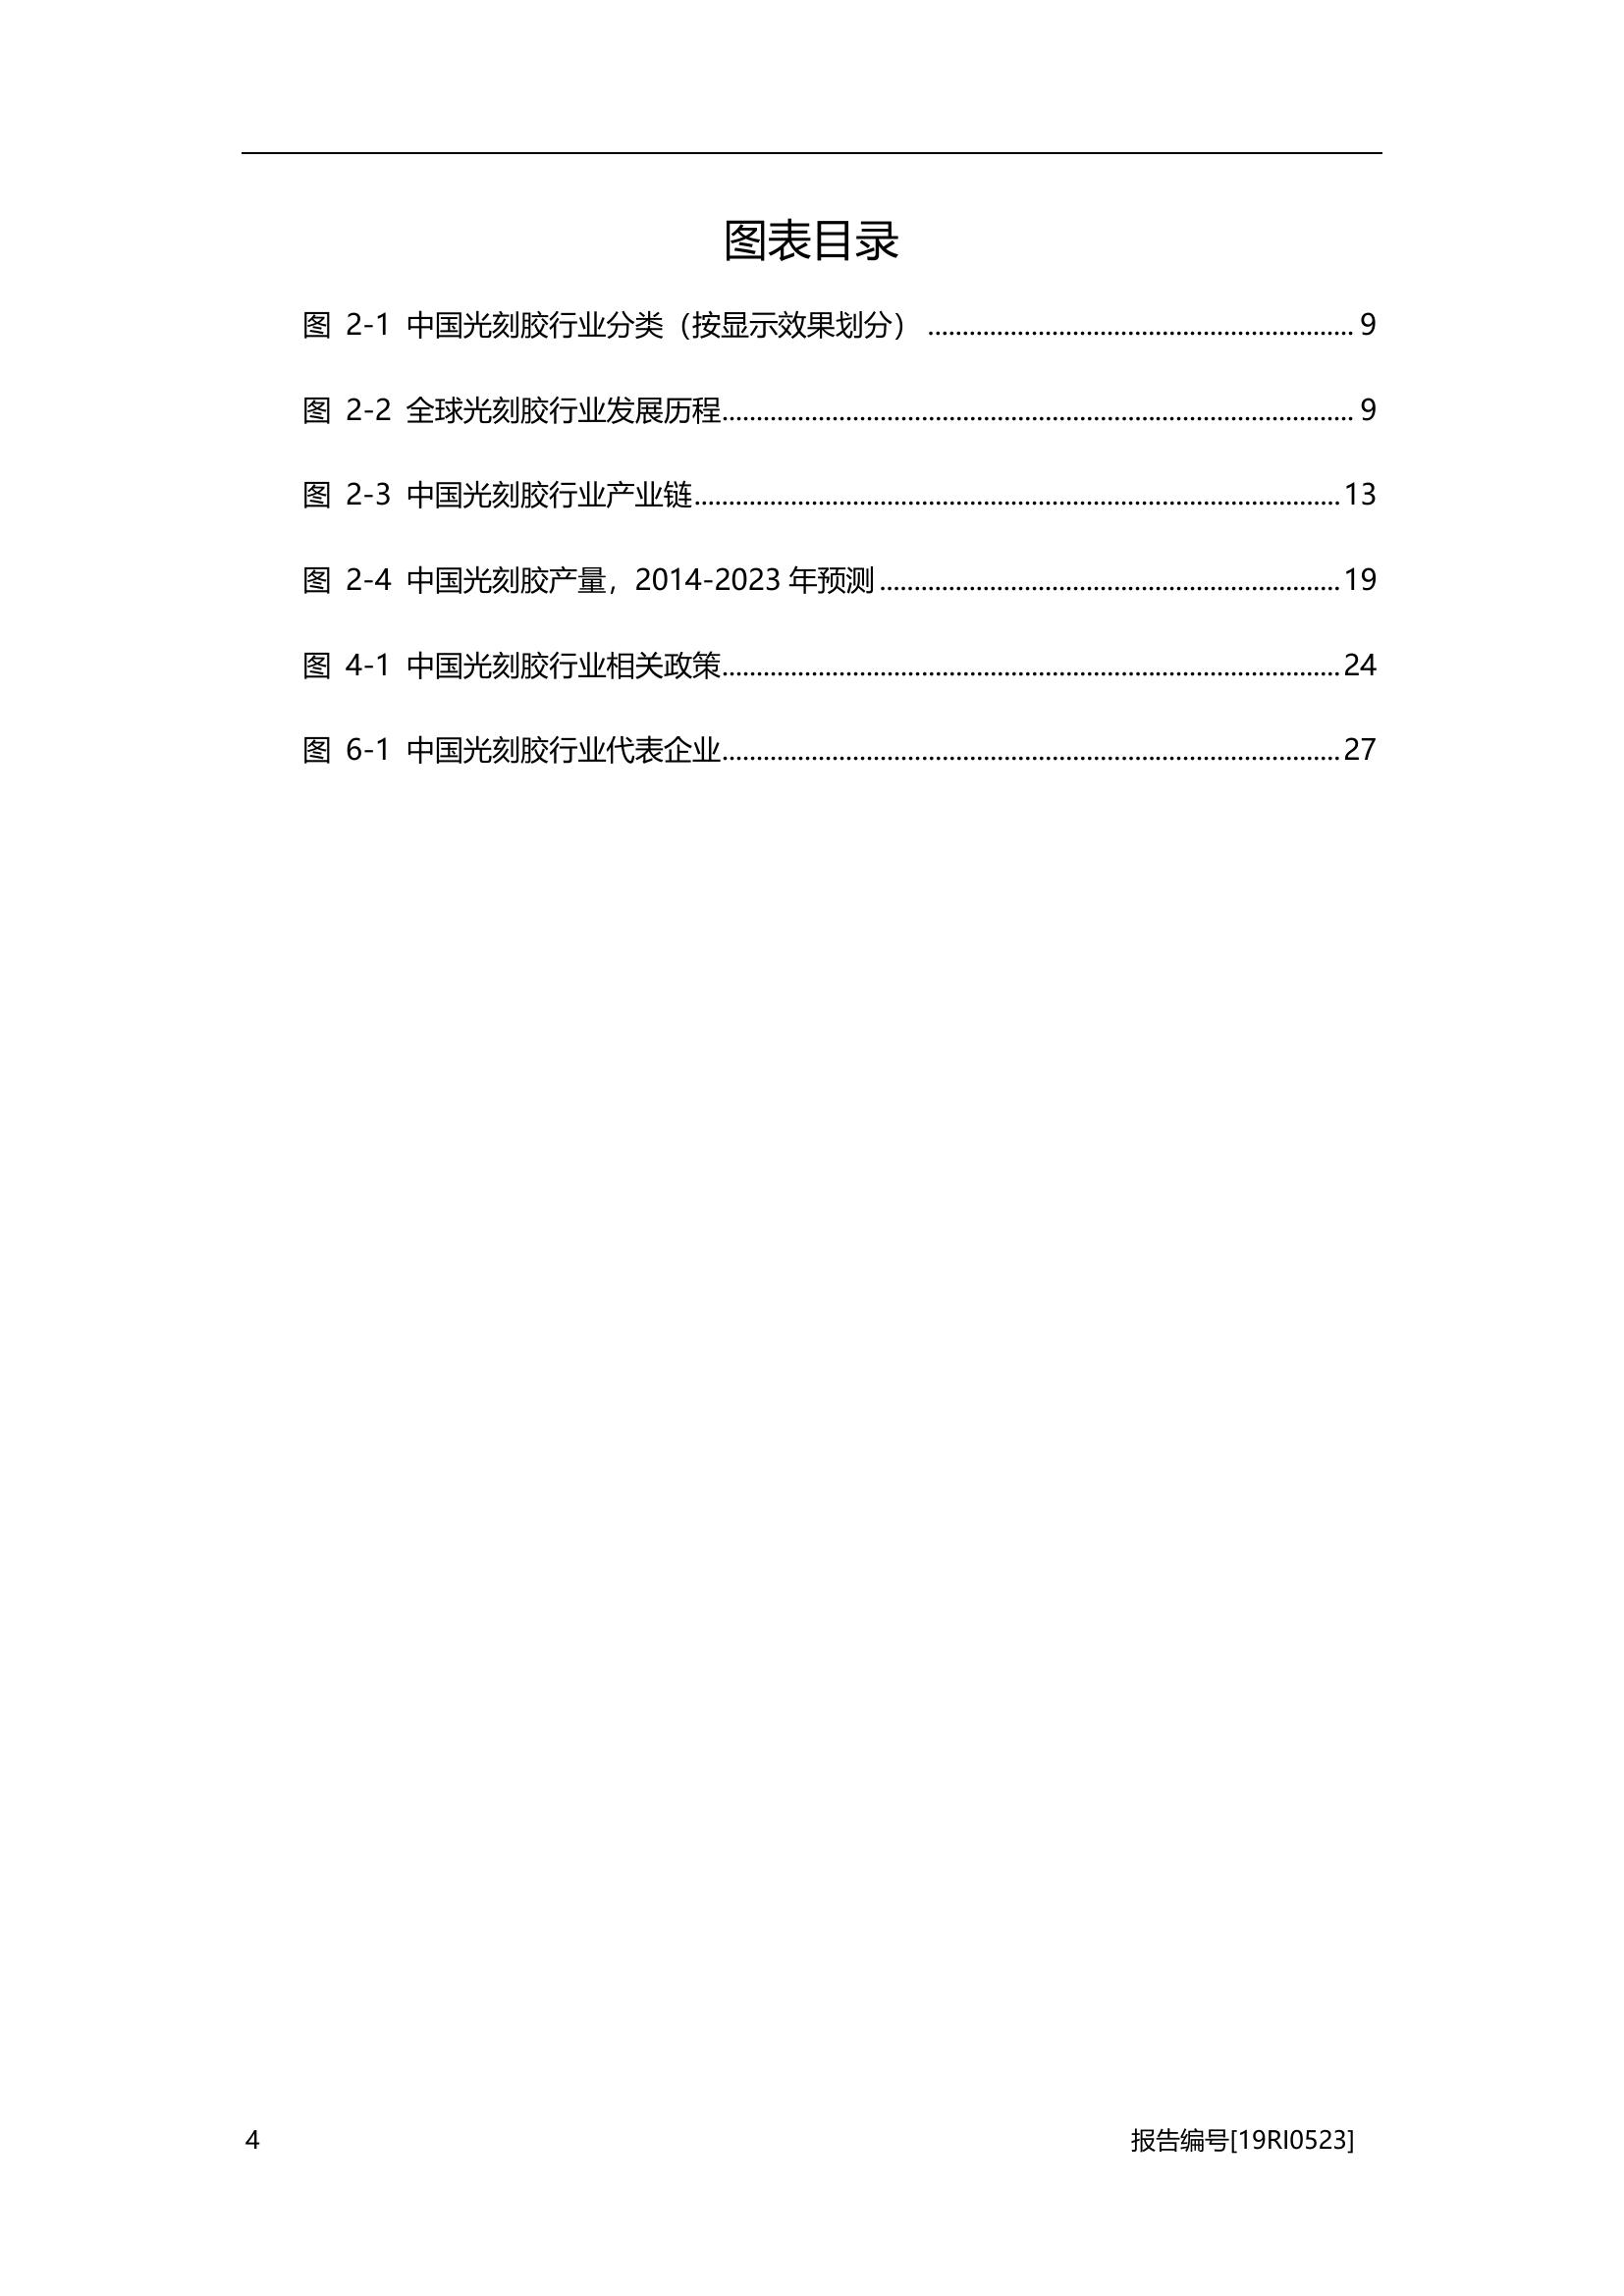 图表目录
图 2-1 中国光刻胶行业分类（按显示效果划分） ............................................................... 9
图 2-2 全球光刻胶行业发展历程............................................................................................. 9
图 2-3 中国光刻胶行业产业链............................................................................................... 13
图 2-4 中国光刻胶产量，2014-2023 年预测 .................................................................... 19
图 4-1 中国光刻胶行业相关政策........................................................................................... 24
图 6-1 中国光刻胶行业代表企业........................................................................................... 27
4 报告编号[19RI0523]